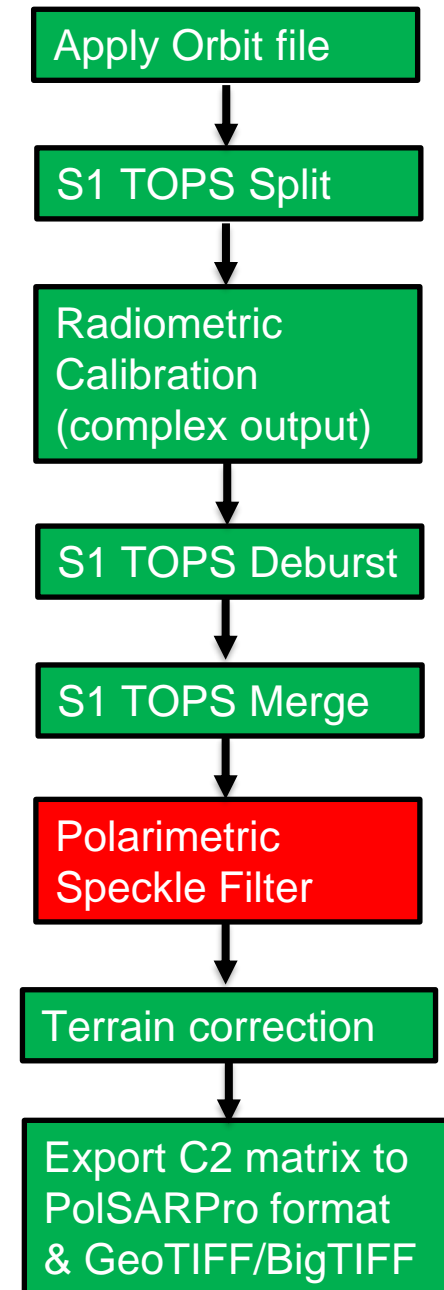 Apply Orbit file
S1 TOPS Split
Radiometric
Calibration
(complex output)
S1 TOPS Deburst
S1 TOPS Merge
Polarimetric
Speckle Filter
Terrain correction
Export C2 matrix to
PolSARPro format
& GeoTIFF/BigTIFF